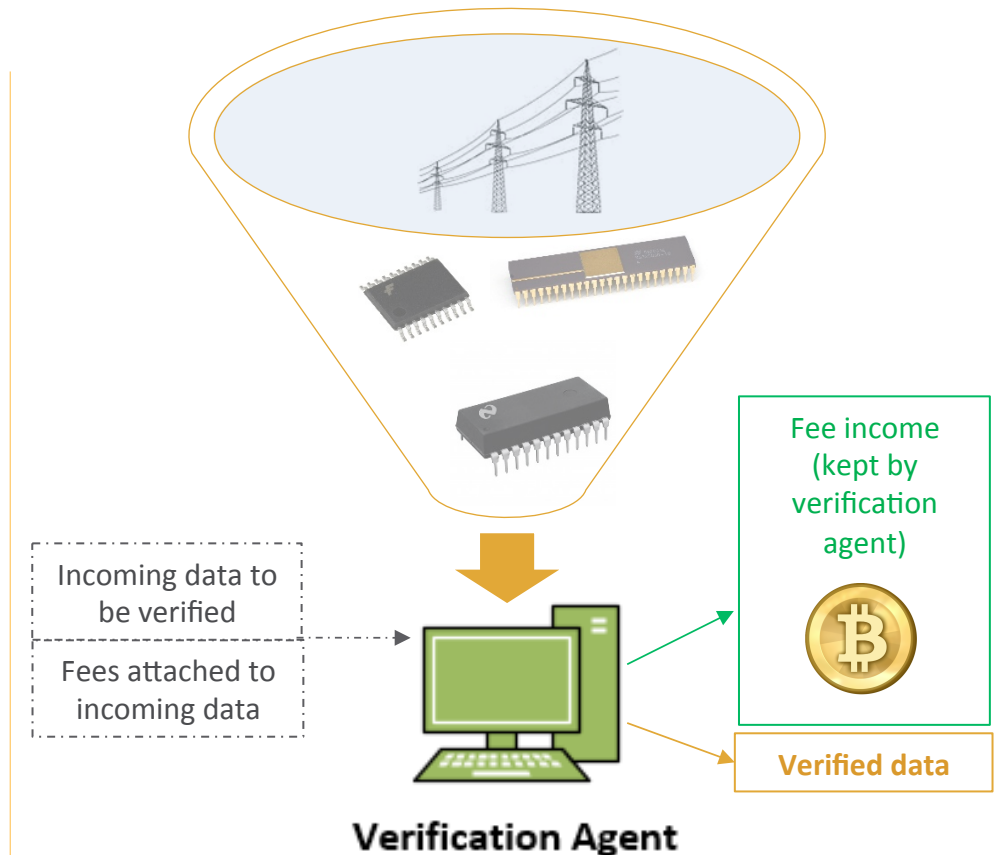 Fee income
(kept by
verification
agent)
Incoming data to
be verified
Fees attached to
incoming data
Verified data
Verification Agent